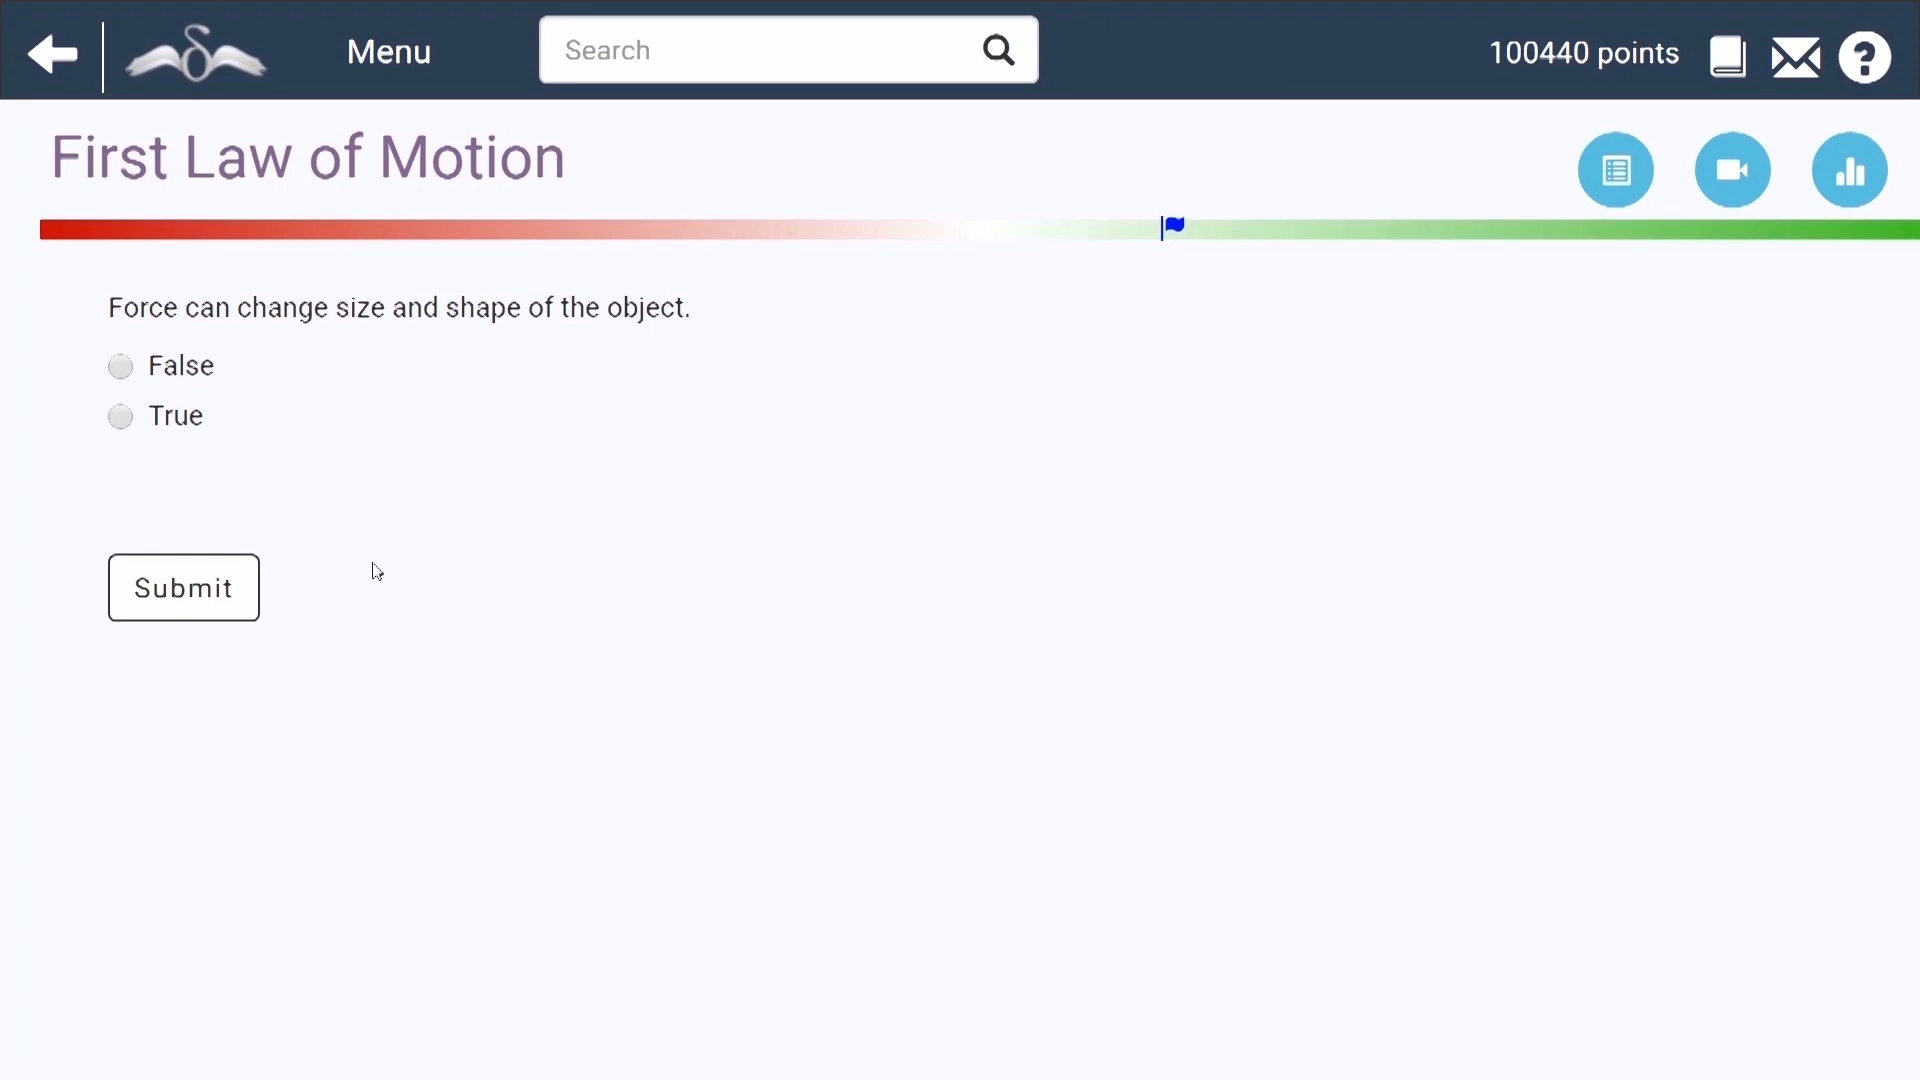 Menu
Search
100440 points
First Law of Motion
Force can change size and shape of the object.
False
True
Submit